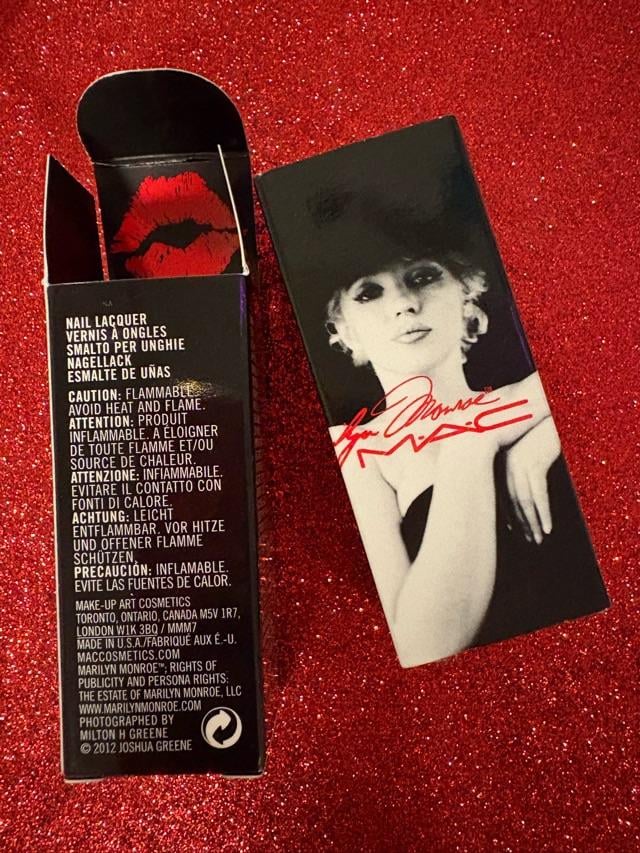 NAIL LACQUER
VERNIS À ONGLES
SMALTO PER UNGHIE
NAGELLACK
ESMALTE DE UÑAS
CAUTION: FLAMMABLE.
AVOID HEAT AND FLAME.
ATTENTION: PRODUIT
INFLAMMABLE. A ÉLOIGNER
DE TOUTE FLAMME ET/OU
SOURCE DE CHALEUR.
ATTENZIONE: INFIAMMABILE.
EVITARE IL CONTATTO CON
FONTI DI CALORE.
ACHTUNG: LEICHT
ENTFLAMMBAR. VOR HITZE
UND OFFENER FLAMME
SCHÜTZEN.
PRECAUCIÓN: INFLAMABLE.
EVITE LAS FUENTES DE CALOR.
MAKE-UP ART COSMETICS
TORONTO, ONTARIO, CANADA M5V 1R7,
LONDON W1K 3BQ / MMM7
MADE IN U.S.A./FABRIQUÉ AUX É.-U.
MACCOSMETICS.COM
MARILYN MONROE™; RIGHTS OF
PUBLICITY AND PERSONA RIGHTS:
THE ESTATE OF MARILYN MONROE, LLC
WWW.MARILYNMONROE.COM
PHOTOGRAPHED BY
MILTON H GREENE
© 2012 JOSHUA GREENE
lyn Monroe™
M·A·C